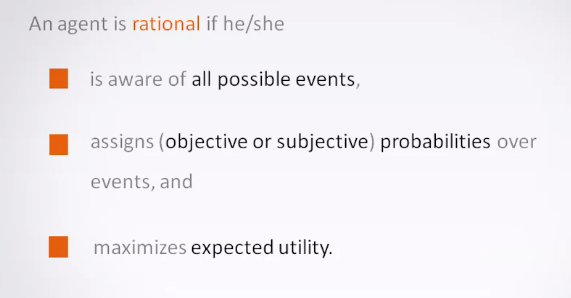 An agent is rational if he/she
is aware of all possible events,
assigns (objective or subjective) probabilities over
events, and
maximizes expected utility.